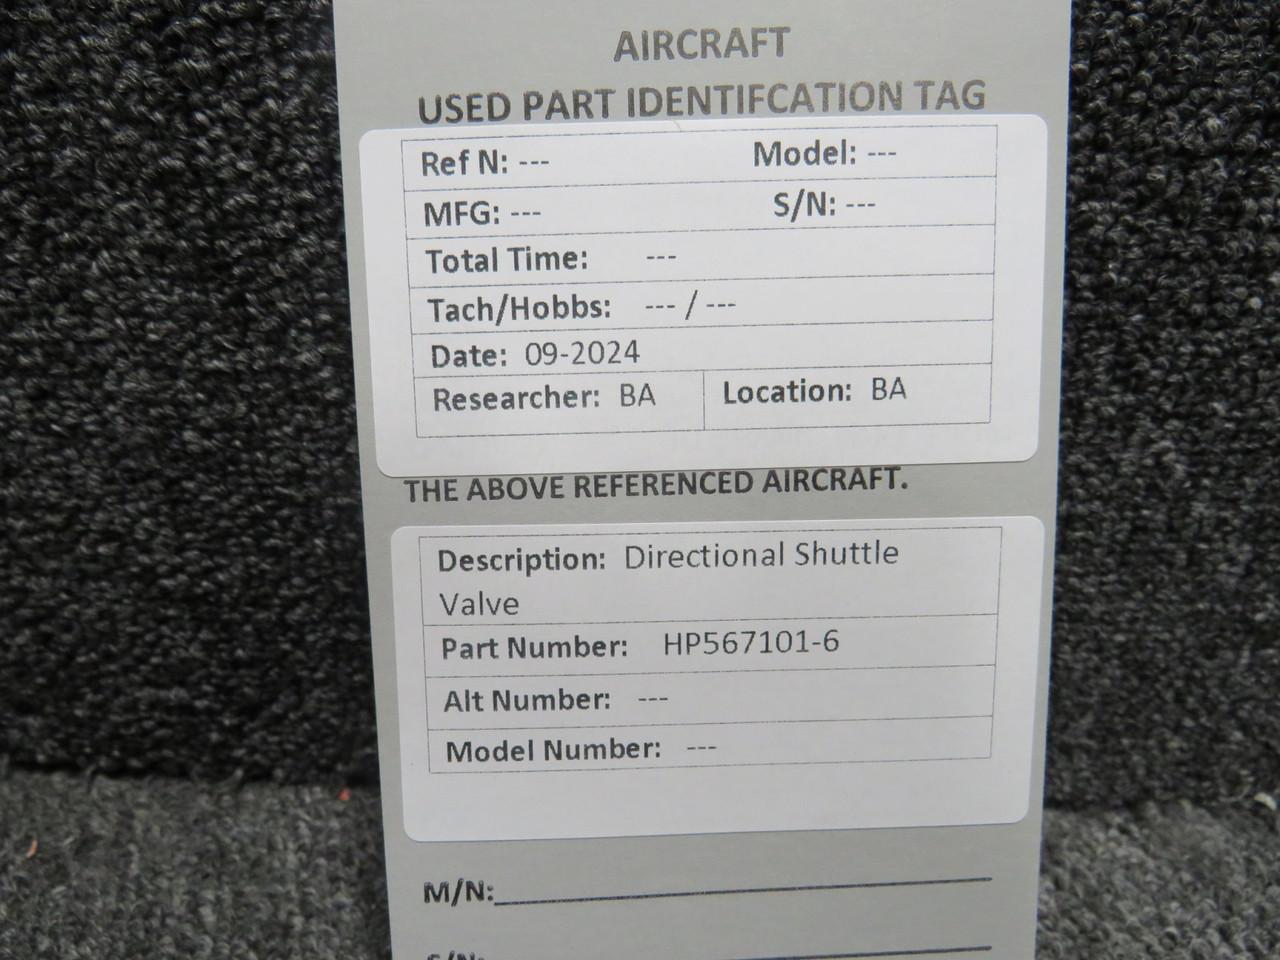 AIRCRAFT
USED PART IDENTIFCATION TAG
Ref N: --- Model: ---
MFG: --- S/N: ---
Total Time: ---
Tach/Hobbs: --- / ---
Date: 09-2024
Researcher: BA Location: BA
THE ABOVE REFERENCED AIRCRAFT.
Description: Directional Shuttle
Valve
Part Number: HP567101-6
Alt Number: ---
Model Number: ---
M/N:
S/N: